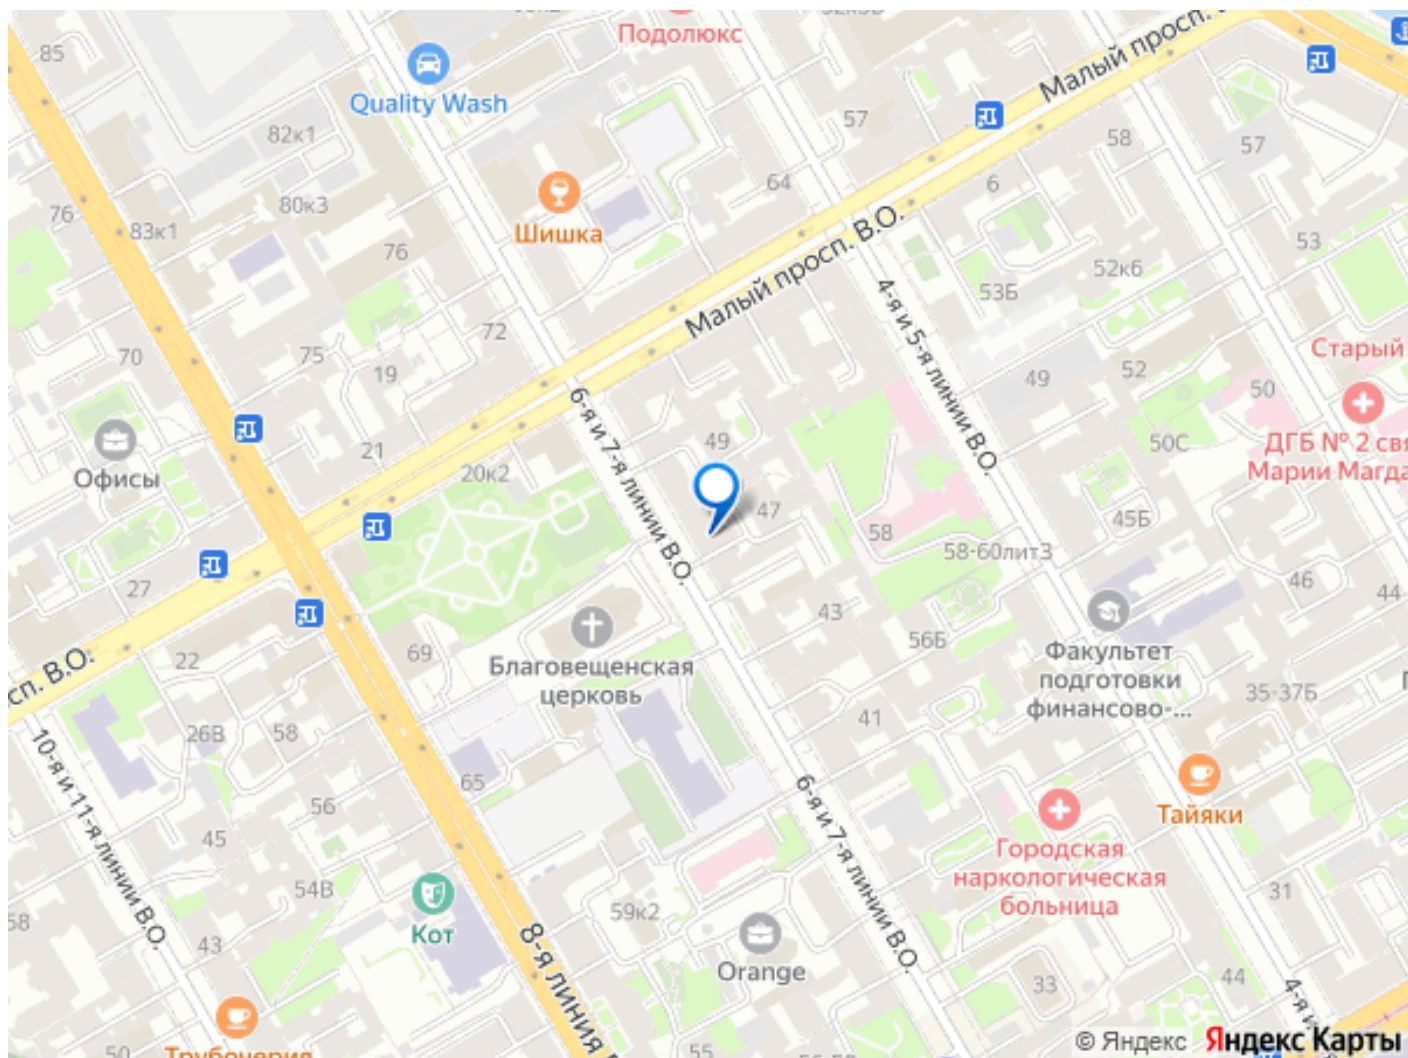 Подолюкс
85
Quality Wash
Малый просп.
57
58
57
82к1
64
6
80к3
76
83к1
Шишка
76
Малый просп. В.О.
53
52к6
53Б
4-я и 5-я линии В.О.
72
75
70
19
Старый
52
49
50
6-я и 7-я линии В.О.
49
50С
ДГБ № 2 свя
Марии Магда
21
20к2
Офисы
47
45Б
58
58-60лит3
27
46
44
43
56Б
Благовещенская
церковь
69
22
сп. В.О.
Факультет
подготовки
финансово-...
35-37Б
41
26В
58
10-я и 11-я линии В.О.
65
56
6-я и 7-я линии В.О.
Тайяки
45
Городская
наркологическая
больница
54В
31
58
59к2
Кот
43
8-я линия
Orange
33
44
4-я и
50
Трубочерия
55
56-58
© Яндекс Яндекс Карты